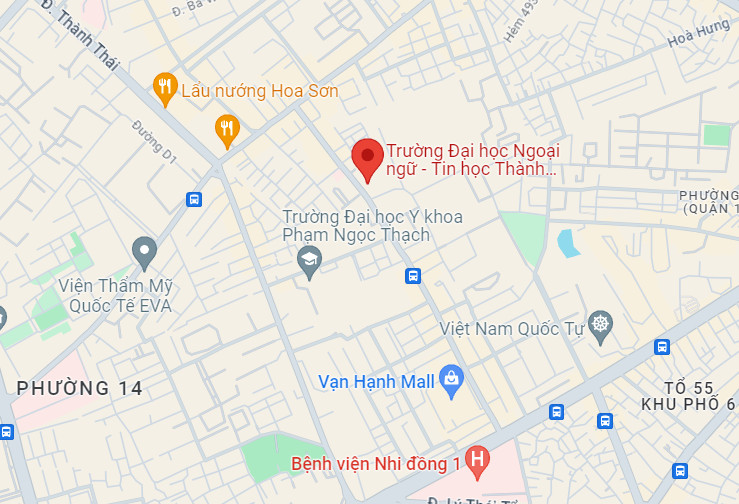 Đ. Ba V
Hẻm 493
Hoà Hưng
Đ. Thành Thái
Lẩu nướng Hoa Sơn
Đường D1
Trường Đại học Ngoại
ngữ - Tin học Thành...
PHƯỜNG
(QUẬN 1
Trường Đại học Y khoa
Phạm Ngọc Thạch
Viện Thẩm Mỹ
Quốc Tế EVA
Việt Nam Quốc Tự
PHƯỜNG 14
Vạn Hạnh Mall
TỔ 55
KHU PHỐ 6
Bệnh viện Nhi đồng 1
H
Đ. Lý Thái Tổ